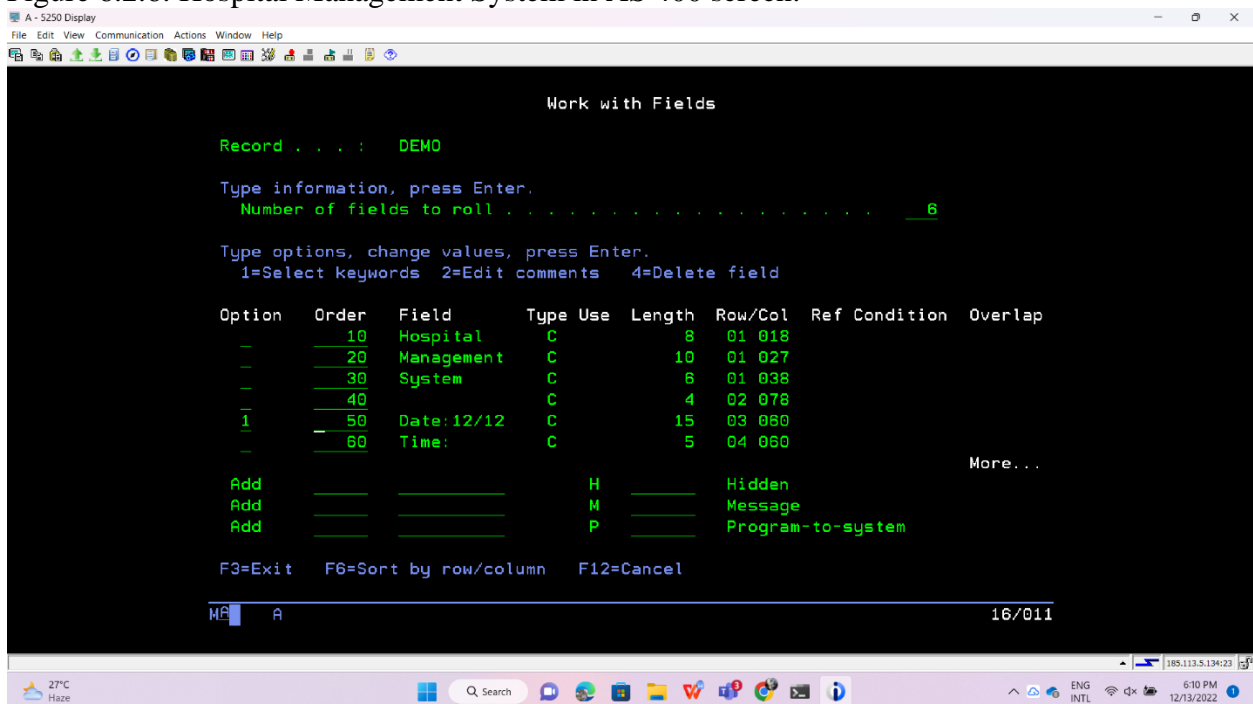 Figure 6.2.6: Hospital Management System in AS-400 screen.
A - 5250 Display
File Edit View Communication Actions Window Help
Work with Fields
Record . . . : DEMO
Type information, press Enter.
Number of fields to roll . . . . . . . . . . . . . . . . . . 6
Type options, change values, press Enter.
1=Select keywords 2=Edit comments 4=Delete field
Option Order Field Type Use Length Row/Col Ref Condition Overlap
10 Hospital C 8 01 018
20 Management C 10 01 027
30 System C 6 01 038
40 C 4 02 078
1 50 Date:12/12 C 15 03 060
60 Time: C 5 04 060
More...
Add H Hidden
Add M Message
Add P Program-to-system
F3=Exit F6=Sort by row/column F12=Cancel
MA A 16/011
185.113.5.134:23
27°C
Haze
Search
ENG
INTL
6:10 PM
12/13/2022